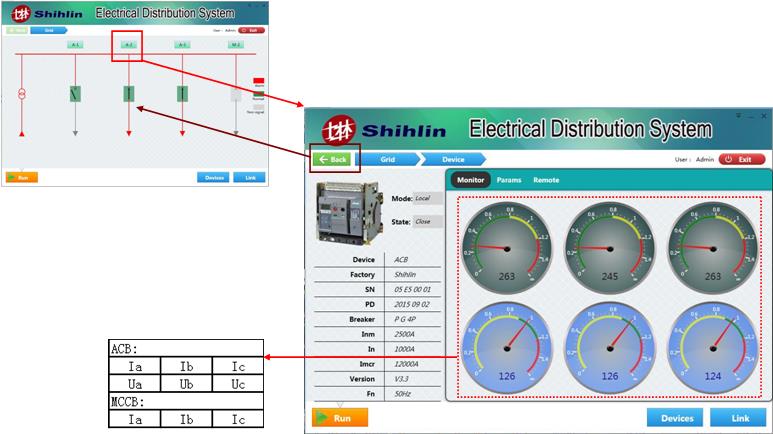 Shihlin Electrical Distribution System
Back Grid User : Admin Exit
A-1 A-2 A-3 M-2
Alarm
Normal
Non-signal
Run Devices Link
Shihlin Electrical Distribution System
Back Grid Device User : Admin Exit
Monitor Params Remote
Mode: Local
State: Close
Device ACB
Factory Shihlin
SN 05 E5 00 01
PD 2015 09 02
Breaker P G 4P
Inm 2500A
In 1000A
Imcr 12000A
Version V3.3
Fn 50Hz
0.2 0.4 0.6 0.8 1 1.2 1.4
263
0.2 0.4 0.6 0.8 1 1.2 1.4
245
0.2 0.4 0.6 0.8 1 1.2 1.4
263
0.2 0.4 0.6 0.8 1 1.2 1.4
126
0.2 0.4 0.6 0.8 1 1.2 1.4
126
0.2 0.4 0.6 0.8 1 1.2 1.4
124
Run Devices Link
ACB:
Ia Ib Ic
Ua Ub Uc
MCCB:
Ia Ib Ic